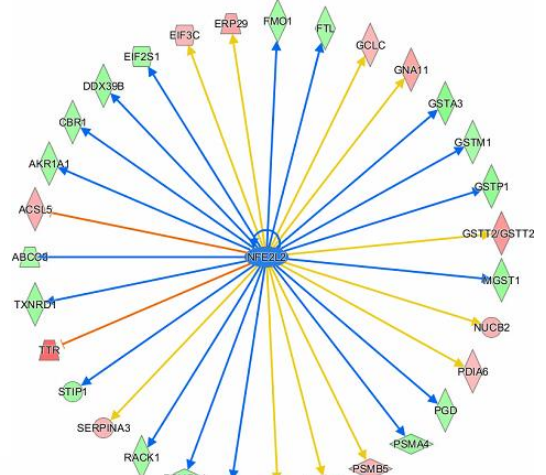 FMO1
FTL
ERP29
EIF3C
GCLC
EIF2S1
GNA11
DDX39B
GSTA3
CBR1
GSTM1
AKR1A1
GSTP1
ACSL5
GSTT2/GSTT2
NFE2L2
MGST1
TXNRD1
NUCB2
TTR
PDIA6
STIP1
PGD
SERPINA3
PSMA4
RACK1
PSMB5